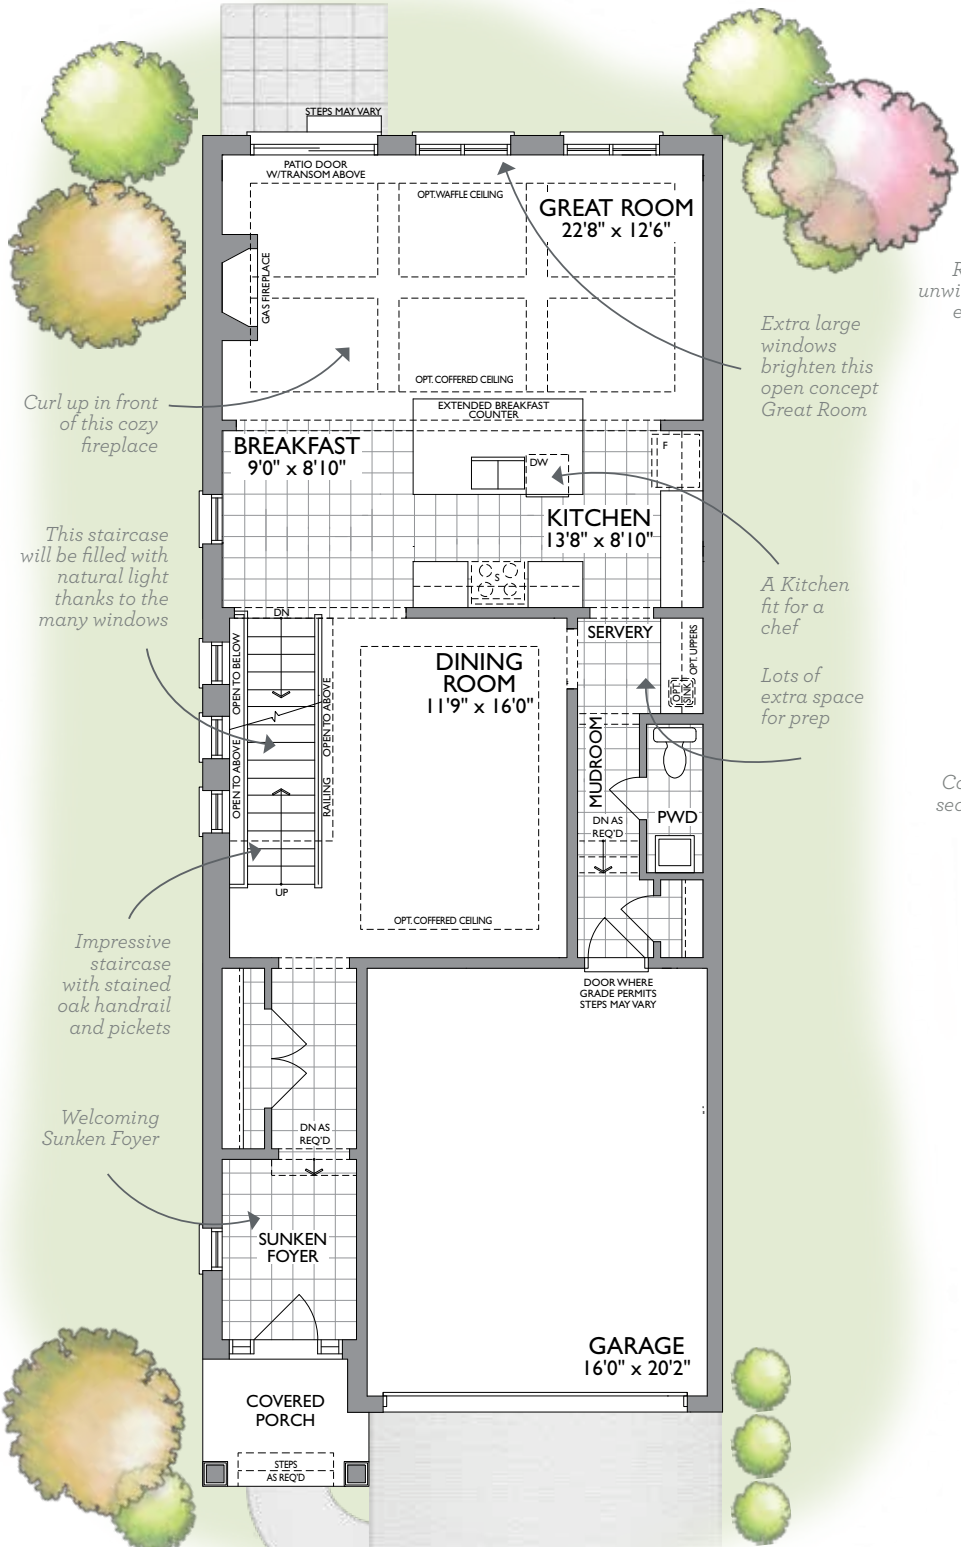 STEPS MAY VARY
PATIO DOOR
W/TRANSOM ABOVE
OPT. WAFFLE CEILING
GREAT ROOM
22'8" x 12'6"
GAS FIREPLACE
Extra large
windows
brighten this
open concept
Great Room
OPT. COFFERED CEILING
Curl up in front
of this cozy
fireplace
EXTENDED BREAKFAST
COUNTER
BREAKFAST
9'0" x 8'10"
DW
F
KITCHEN
13'8" x 8'10"
S
This staircase
will be filled with
natural light
thanks to the
many windows
A Kitchen
fit for a
chef
DN
OPEN TO BELOW
OPEN TO ABOVE
RAILING
OPEN TO ABOVE
UP
DINING
ROOM
11'9" x 16'0"
OPT. COFFERED CEILING
SERVERY
OPT. UPPERS
OPT.
SINK
Lots of
extra space
for prep
MUDROOM
DN AS
REQ'D
PWD
Impressive
staircase
with stained
oak handrail
and pickets
DOOR WHERE
GRADE PERMITS
STEPS MAY VARY
Welcoming
Sunken Foyer
DN AS
REQ'D
SUNKEN
FOYER
GARAGE
16'0" x 20'2"
COVERED
PORCH
STEPS
AS REQ'D